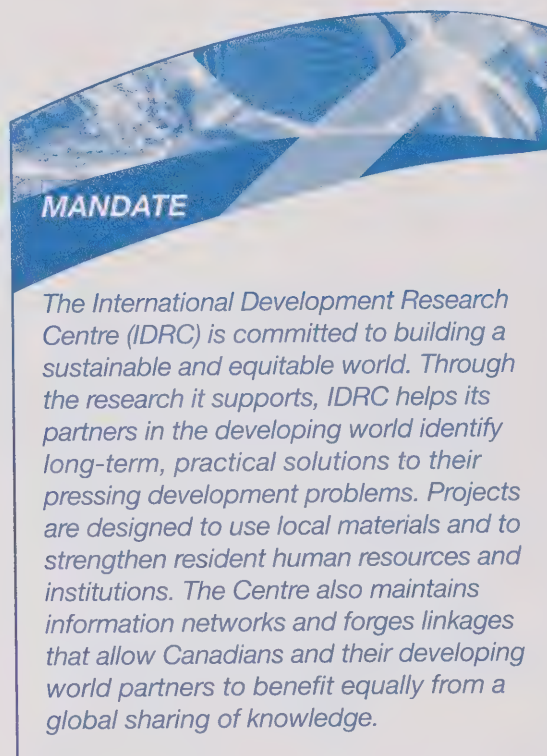 MANDATE
The International Development Research
Centre (IDRC) is committed to building a
sustainable and equitable world. Through
the research it supports, IDRC helps its
partners in the developing world identify
long-term, practical solutions to their
pressing development problems. Projects
are designed to use local materials and to
strengthen resident human resources and
institutions. The Centre also maintains
information networks and forges linkages
that allow Canadians and their developing
world partners to benefit equally from a
global sharing of knowledge.